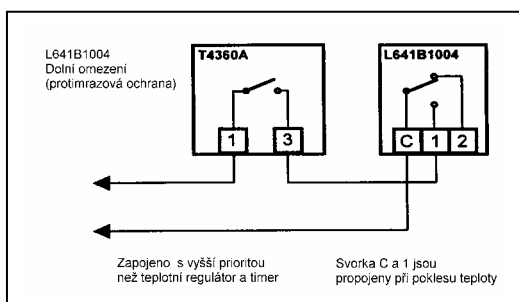 L641B1004
Dolní omezení
(protimrazová ochrana)
T4360A
L641B1004
1
3
C
1
2
Zapojeno s vyšší prioritou
než teplotní regulátor a timer
Svorka C a 1 jsou
propojeny při poklesu teploty